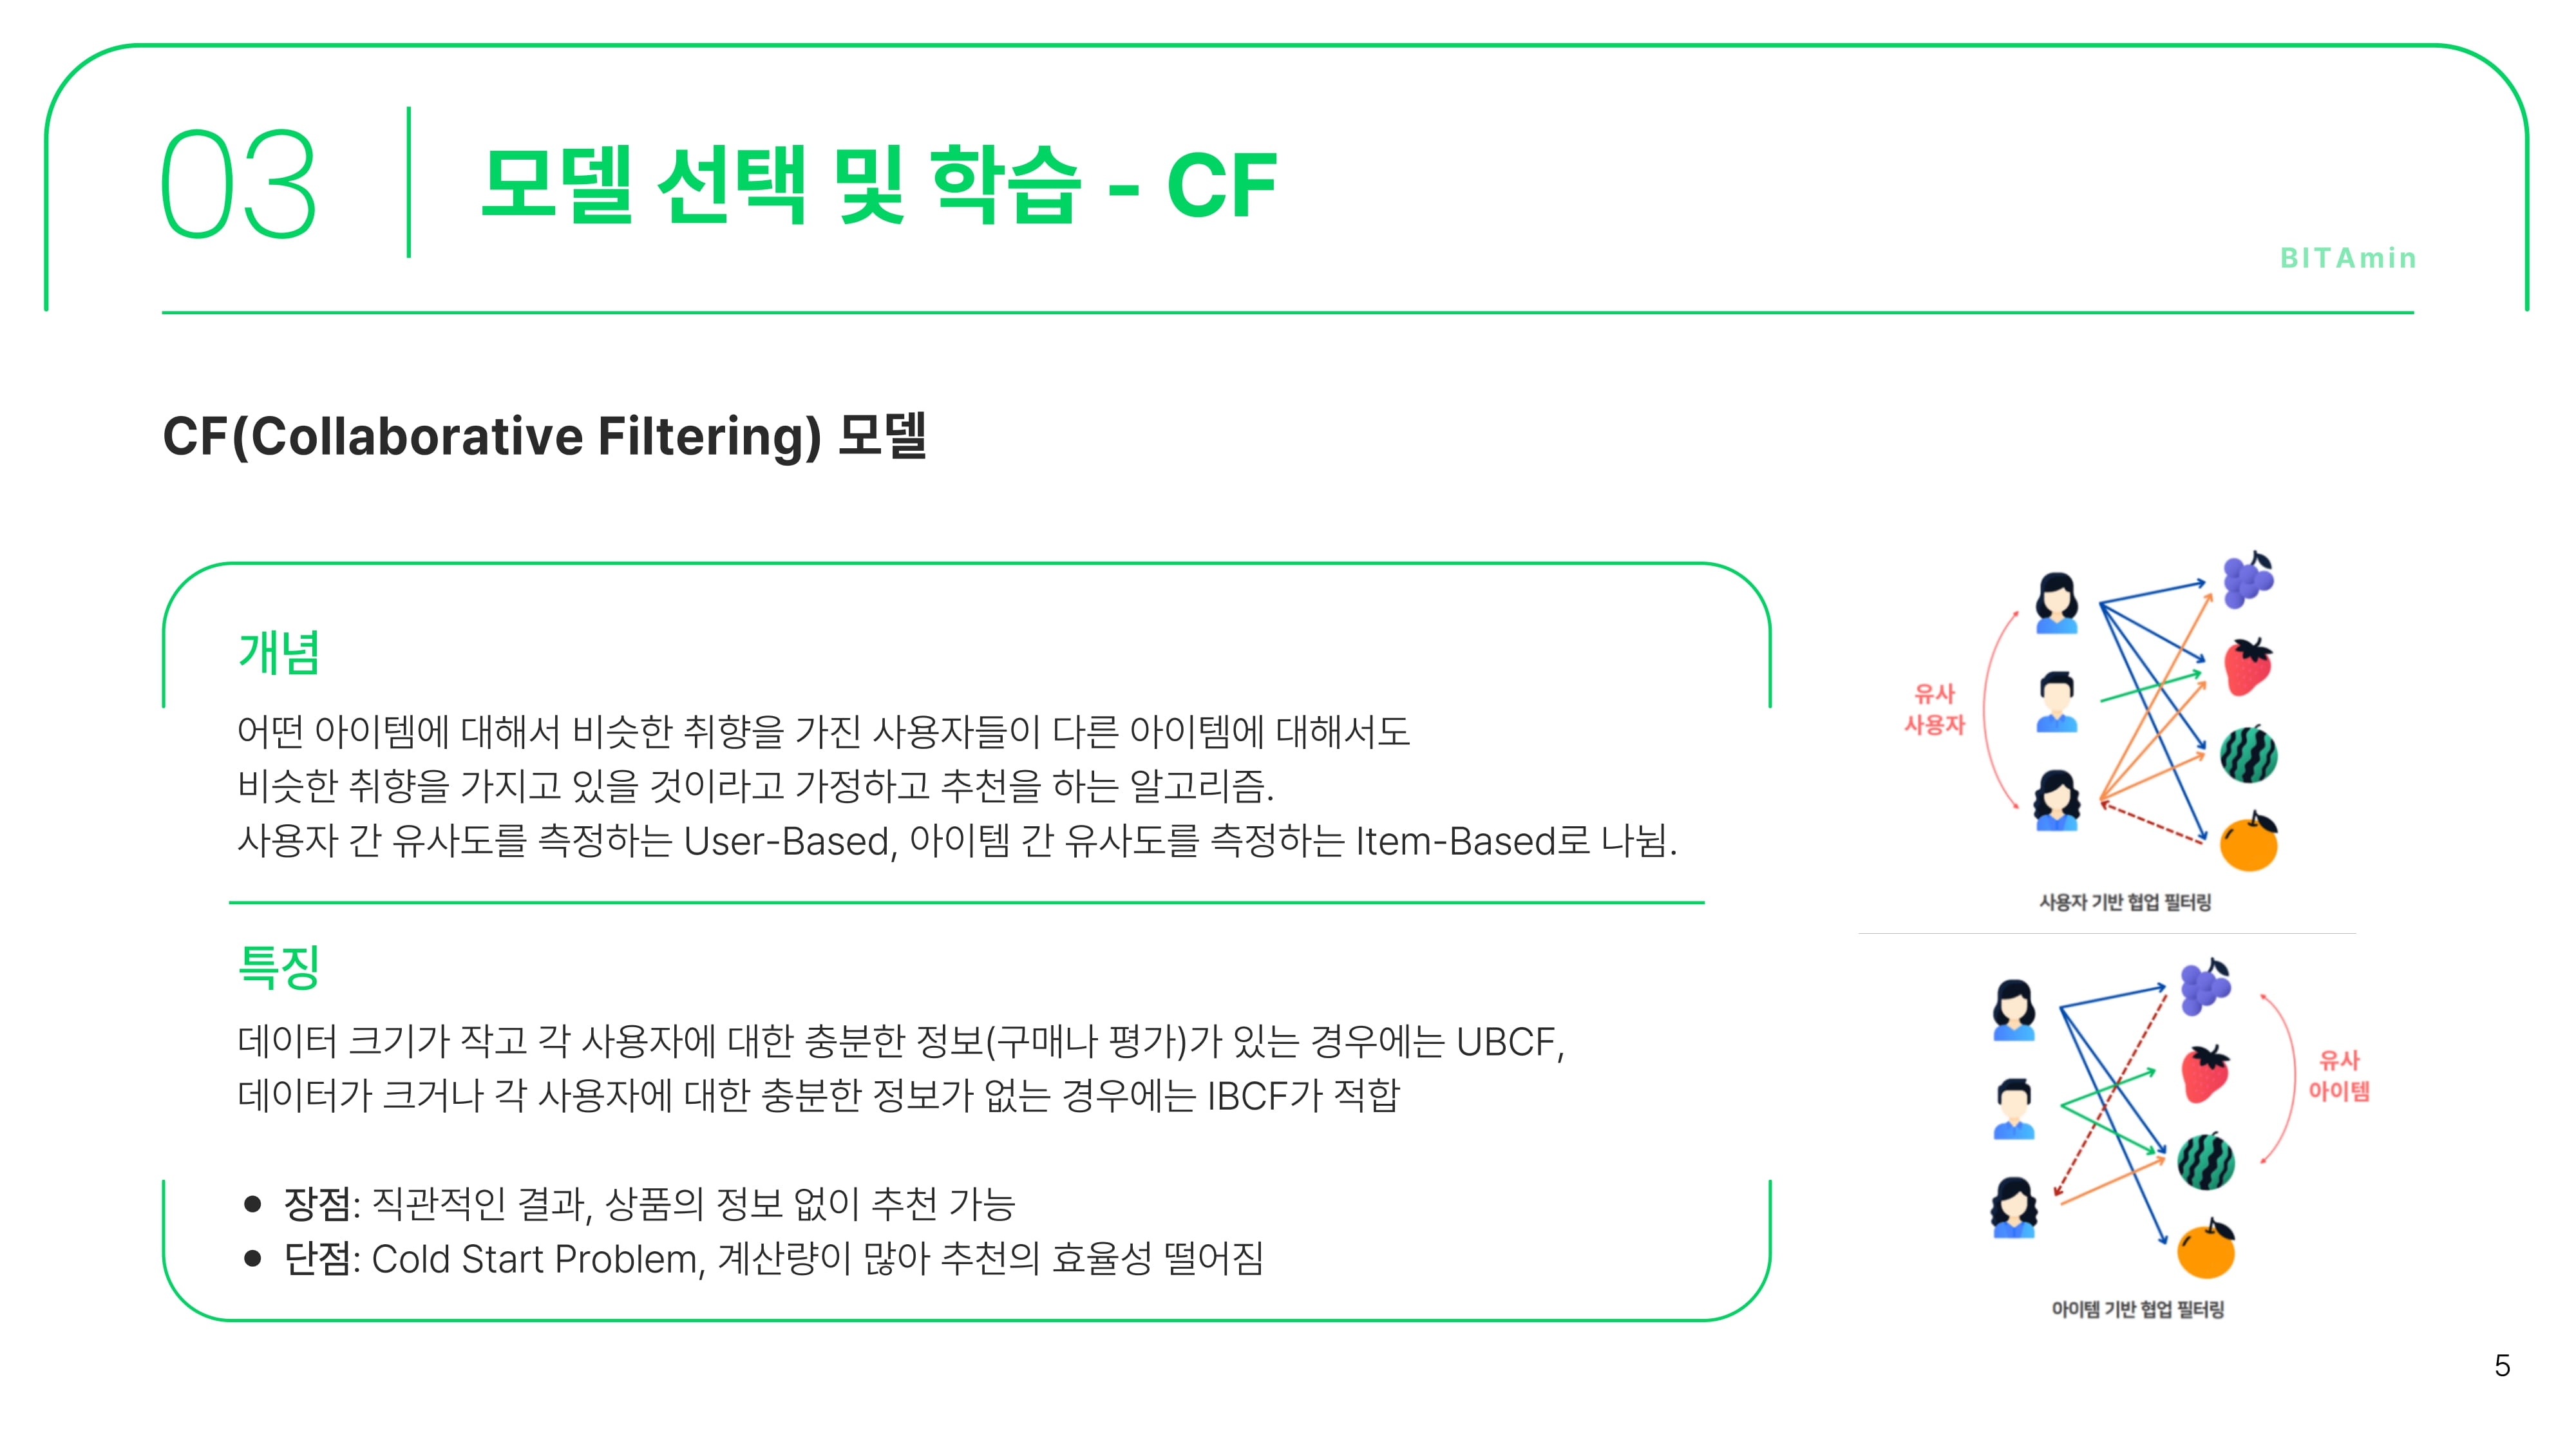 03
모델 선택 및 학습 - CF
BITAmin
CF(Collaborative Filtering) 모델
개념
어떤 아이템에 대해서 비슷한 취향을 가진 사용자들이 다른 아이템에 대해서도
비슷한 취향을 가지고 있을 것이라고 가정하고 추천을 하는 알고리즘.
사용자 간 유사도를 측정하는 User-Based, 아이템 간 유사도를 측정하는 Item-Based로 나뉨.
특징
데이터 크기가 작고 각 사용자에 대한 충분한 정보(구매나 평가)가 있는 경우에는 UBCF,
데이터가 크거나 각 사용자에 대한 충분한 정보가 없는 경우에는 IBCF가 적합
● 장점: 직관적인 결과, 상품의 정보 없이 추천 가능
● 단점: Cold Start Problem, 계산량이 많아 추천의 효율성 떨어짐
유사
사용자
사용자 기반 협업 필터링
유사
아이템
아이템 기반 협업 필터링
5